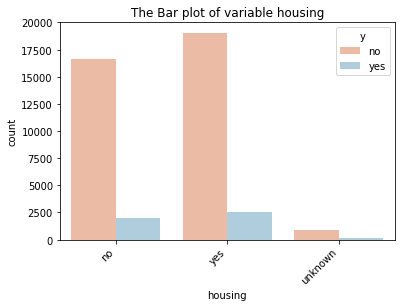 The Bar plot of variable housing
y
no
yes
20000
17500
15000
12500
10000
7500
5000
2500
0
count
no
yes
unknown
housing